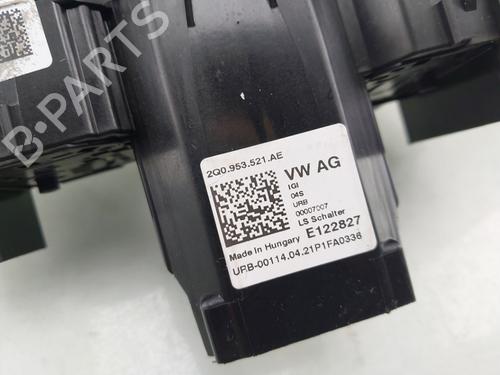 B-PARTS
2Q0.953.521.AE
VW AG
IGI
04S
URB
00007007
LS Schalter
Made in Hungary E122827
URB-00114.04.21P1FA0336